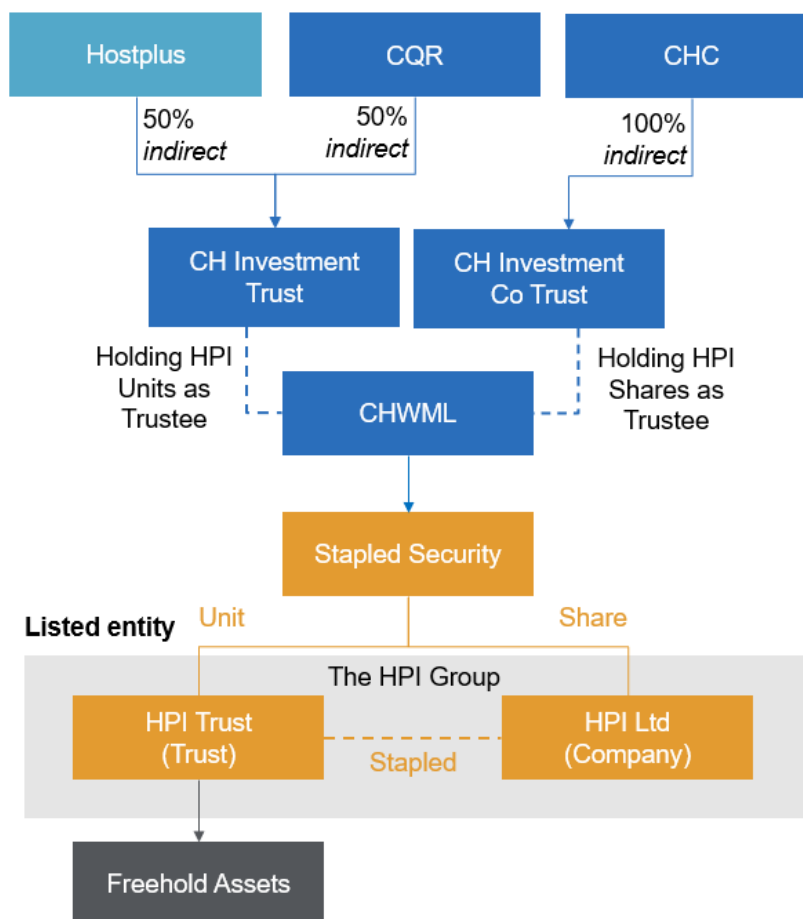 Hostplus
CQR
CHC
50%
indirect
50%
indirect
100%
indirect
CH Investment
Trust
CH Investment
Co Trust
Holding HPI
Units as
Trustee
Holding HPI
Shares as
Trustee
CHWML
Stapled Security
Unit
Share
Listed entity
The HPI Group
HPI Trust
(Trust)
Stapled
HPI Ltd
(Company)
Freehold Assets